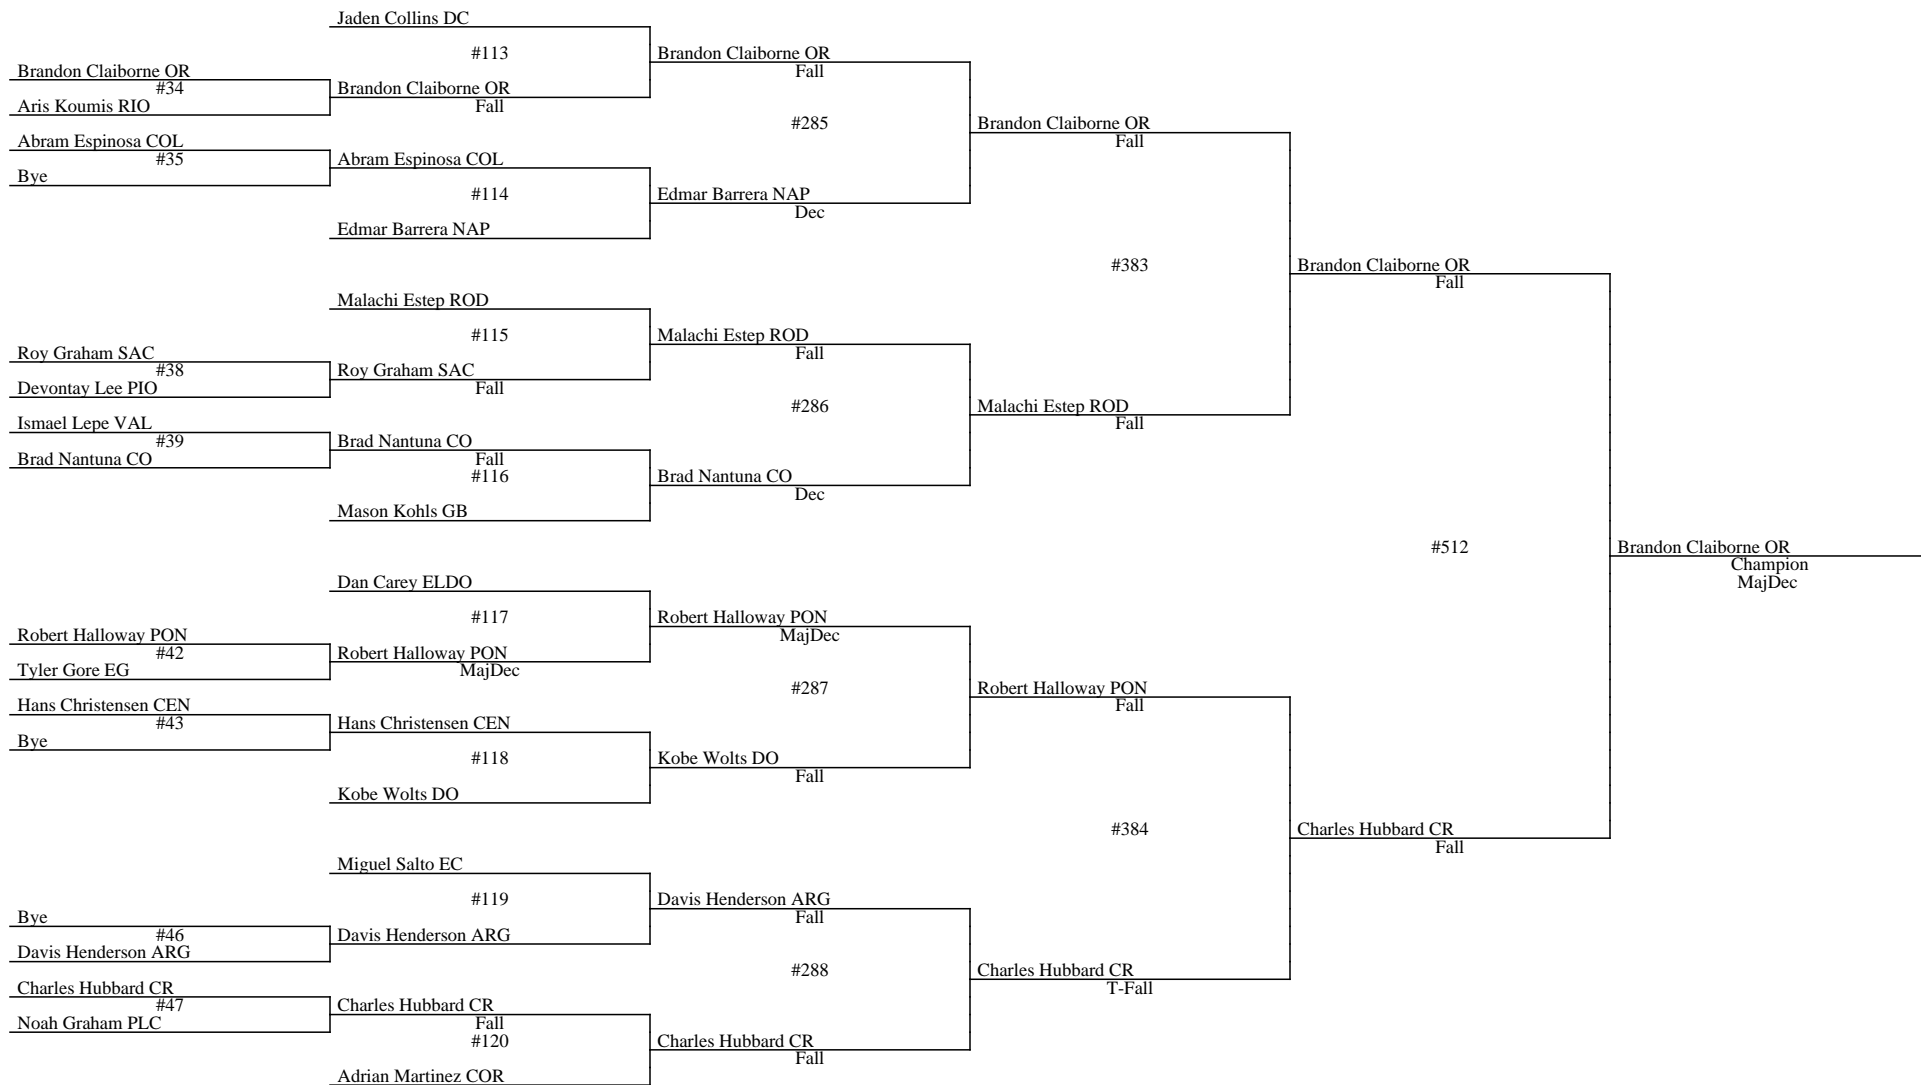 Jaden Collins DC
#113
Brandon Claiborne OR
Fall
Brandon Claiborne OR
#34
Brandon Claiborne OR
Fall
Aris Koumis RIO
#285
Brandon Claiborne OR
Fall
Abram Espinosa COL
#35
Abram Espinosa COL
Bye
#114
Edmar Barrera NAP
Dec
Edmar Barrera NAP
#383
Brandon Claiborne OR
Fall
Malachi Estep ROD
#115
Malachi Estep ROD
Fall
Roy Graham SAC
#38
Roy Graham SAC
Fall
Devontay Lee PIO
#286
Malachi Estep ROD
Fall
Ismael Lepe VAL
#39
Brad Nantuna CO
Fall
Brad Nantuna CO
#116
Brad Nantuna CO
Dec
Mason Kohls GB
#512
Brandon Claiborne OR
Champion
MajDec
Dan Carey ELDO
#117
Robert Halloway PON
MajDec
Robert Halloway PON
#42
Robert Halloway PON
MajDec
Tyler Gore EG
#287
Robert Halloway PON
Fall
Hans Christensen CEN
#43
Hans Christensen CEN
Bye
#118
Kobe Wolts DO
Fall
Kobe Wolts DO
#384
Charles Hubbard CR
Fall
Miguel Salto EC
#119
Davis Henderson ARG
Fall
Bye
#46
Davis Henderson ARG
Davis Henderson ARG
#288
Charles Hubbard CR
T-Fall
Charles Hubbard CR
#47
Charles Hubbard CR
Fall
Noah Graham PLC
#120
Charles Hubbard CR
Fall
Adrian Martinez COR